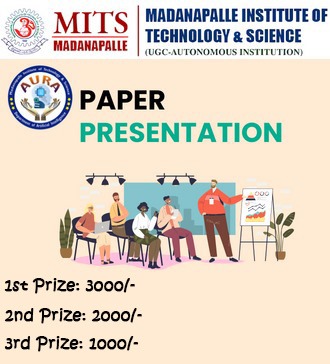 MITS
MADANAPALLE
MADANAPALLE INSTITUTE OF
TECHNOLOGY & SCIENCE
(UGC-AUTONOMOUS INSTITUTION)
AURA
PAPER
PRESENTATION
1st Prize: 3000/-
2nd Prize: 2000/-
3rd Prize: 1000/-